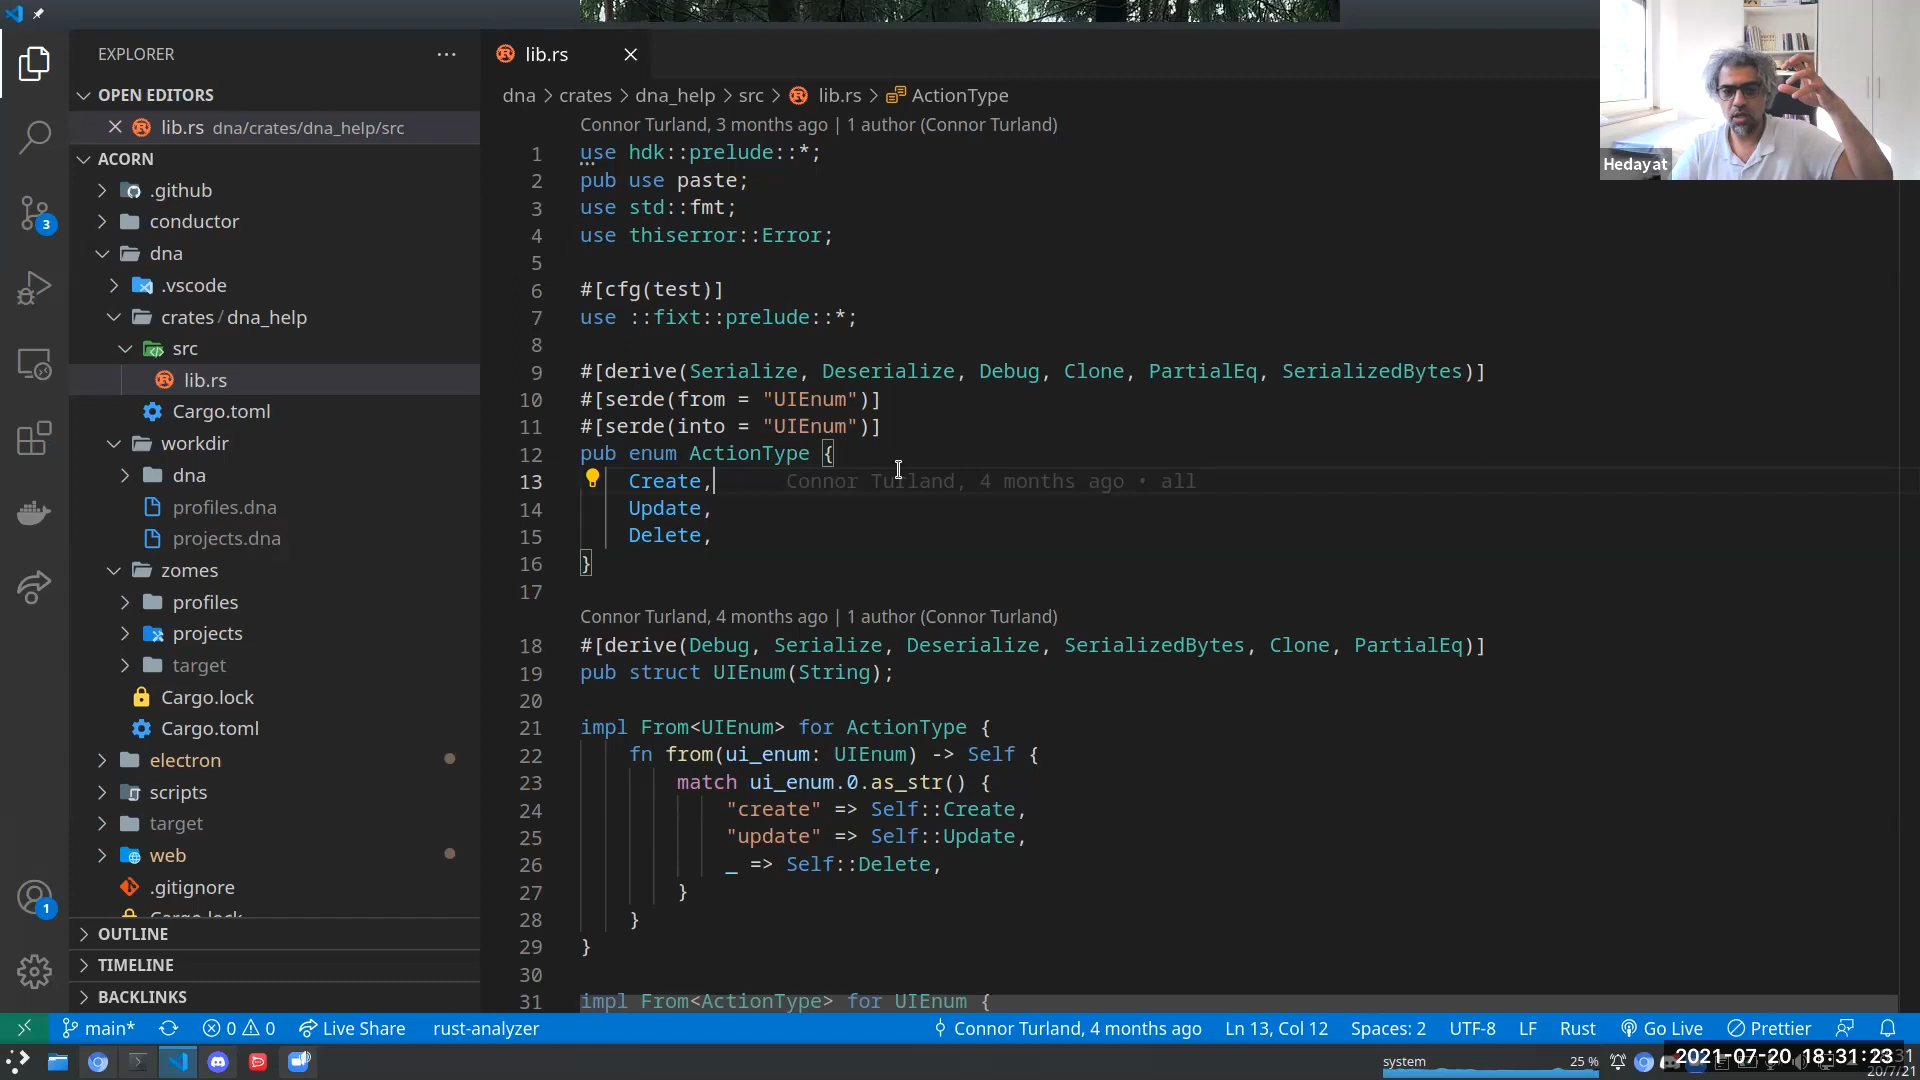 EXPLORER
OPEN EDITORS
lib.rs dna/crates/dna_help/src
ACORN
.github
conductor
dna
.vscode
crates/dna_help
src
lib.rs
Cargo.toml
workdir
dna
profiles.dna
projects.dna
zomes
profiles
projects
target
Cargo.lock
Cargo.toml
electron
scripts
target
web
.gitignore
Cargo.lock
OUTLINE
TIMELINE
BACKLINKS
3
1
lib.rs
dna > crates > dna_help > src > lib.rs > ActionType
Connor Turland, 3 months ago | 1 author (Connor Turland)
1 use hdk::prelude::*;
2 pub use paste;
3 use std::fmt;
4 use thiserror::Error;
5
6 #[cfg(test)]
7 use ::fixt::prelude::*;
8
9 #[derive(Serialize, Deserialize, Debug, Clone, PartialEq, SerializedBytes)]
10 #[serde(from = "UIEnum")]
11 #[serde(into = "UIEnum")]
12 pub enum ActionType {
13 Create, Connor Turland, 4 months ago • all
14 Update,
15 Delete,
16 }
17
Connor Turland, 4 months ago | 1 author (Connor Turland)
18 #[derive(Debug, Serialize, Deserialize, SerializedBytes, Clone, PartialEq)]
19 pub struct UIEnum(String);
20
21 impl From<UIEnum> for ActionType {
22 fn from(ui_enum: UIEnum) -> Self {
23 match ui_enum.0.as_str() {
24 "create" => Self::Create,
25 "update" => Self::Update,
26 _ => Self::Delete,
27 }
28 }
29 }
30
31 impl From<ActionType> for UIEnum {
Hedayat
main* 0 0 Live Share rust-analyzer Connor Turland, 4 months ago Ln 13, Col 12 Spaces: 2 UTF-8 LF Rust Go Live Prettier
system 25 % 2021-07-20 18:31:23
20/7/21